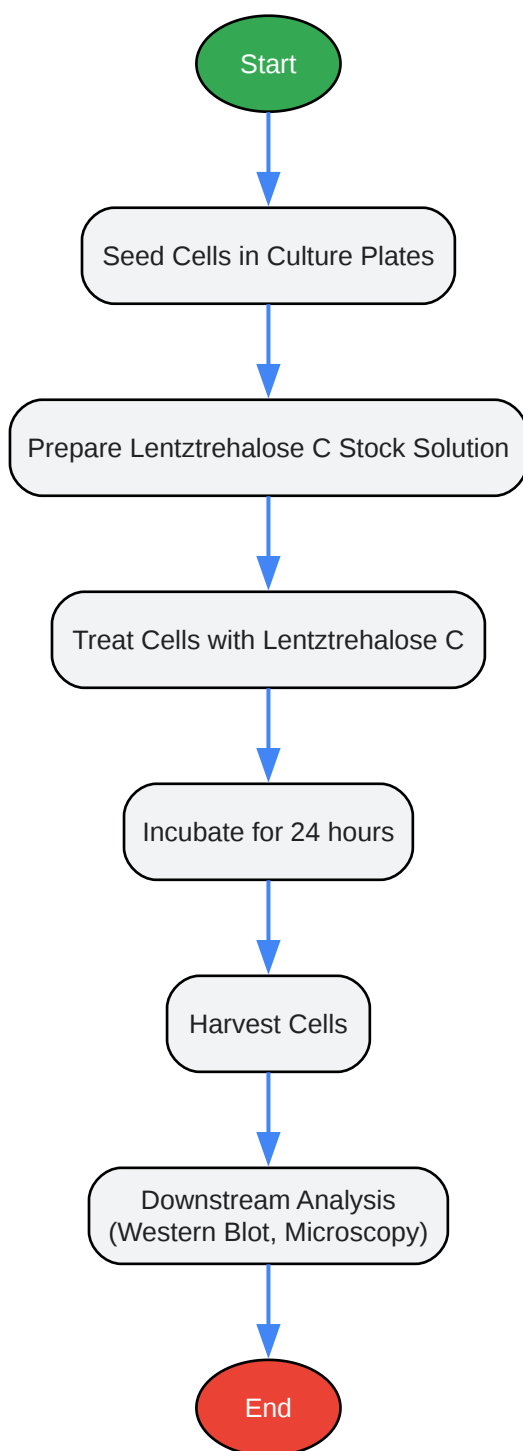 Start
Seed Cells in Culture Plates
Prepare Lentztrehalose C Stock Solution
Treat Cells with Lentztrehalose C
Incubate for 24 hours
Harvest Cells
Downstream Analysis
(Western Blot, Microscopy)
End